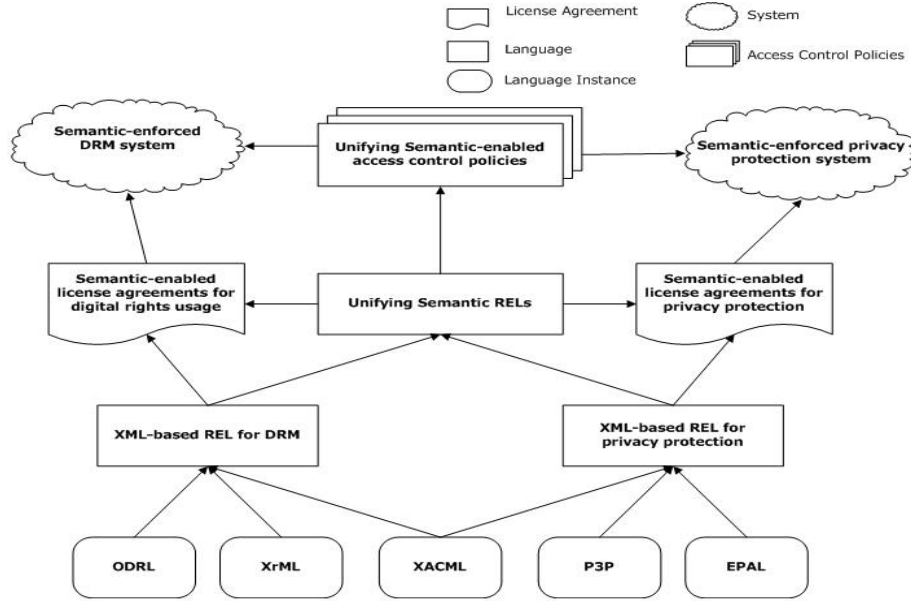 License Agreement
System
Language
Access Control Policies
Language Instance
Semantic-enforced
DRM system
Unifying Semantic-enabled
access control policies
Semantic-enforced privacy
protection system
Semantic-enabled
license agreements for
digital rights usage
Unifying Semantic RELs
Semantic-enabled
license agreements for
privacy protection
XML-based REL for DRM
XML-based REL for
privacy protection
ODRL
XrML
XACML
P3P
EPAL